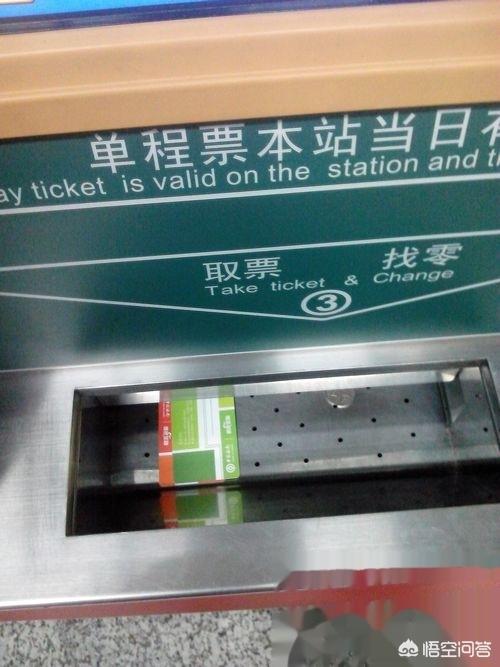 单程票本站当日有
ay ticket is valid on the station and th
取票 找零
Take ticket & Change
③
悟空问答